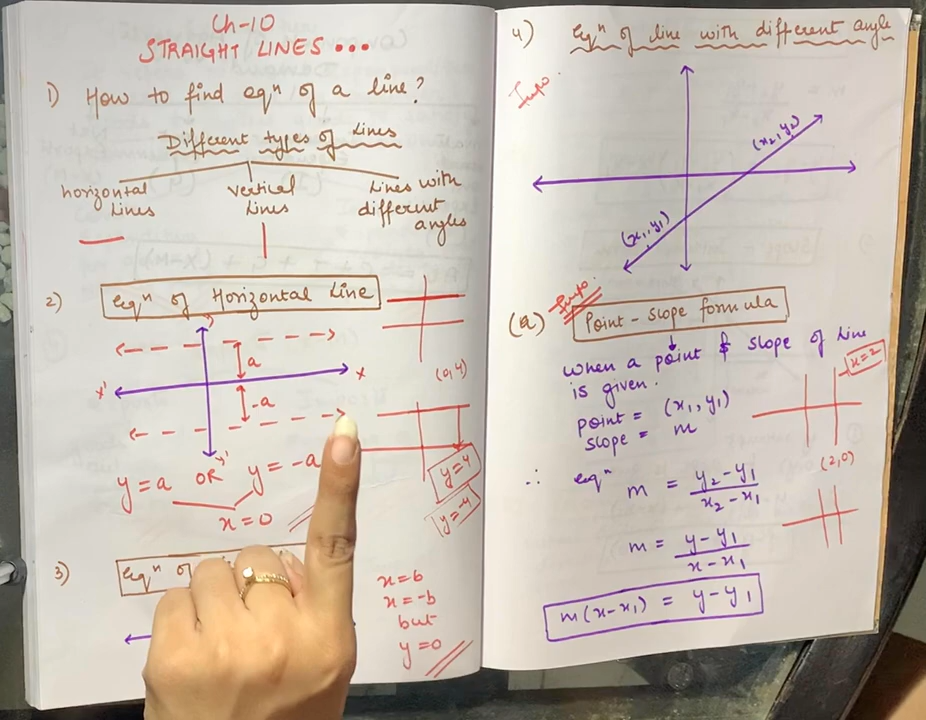 Ch-10
STRAIGHT LINES...
1) How to find eqⁿ of a line?
Different types of Lines
horizontal Lines
vertical Lines
Lines with different angles
2) eqⁿ of Horizontal Line
a
x' x
-a
y'
(0,4)
y=a OR y=-a
x=0
y=4
y=-4
3) eqⁿ of
x=b
x=-b
but
y=0
4) eqⁿ of line with different angle
Impo.
(x₂,y₂)
(x₁,y₁)
Impo.
(a) Point-slope formula
when a point & slope of line
is given.
x=2
point = (x₁,y₁)
slope = m
(2,0)
∴ eqⁿ m = y₂-y₁/x₂-x₁
m = y-y₁/x-x₁
m(x-x₁) = y-y₁